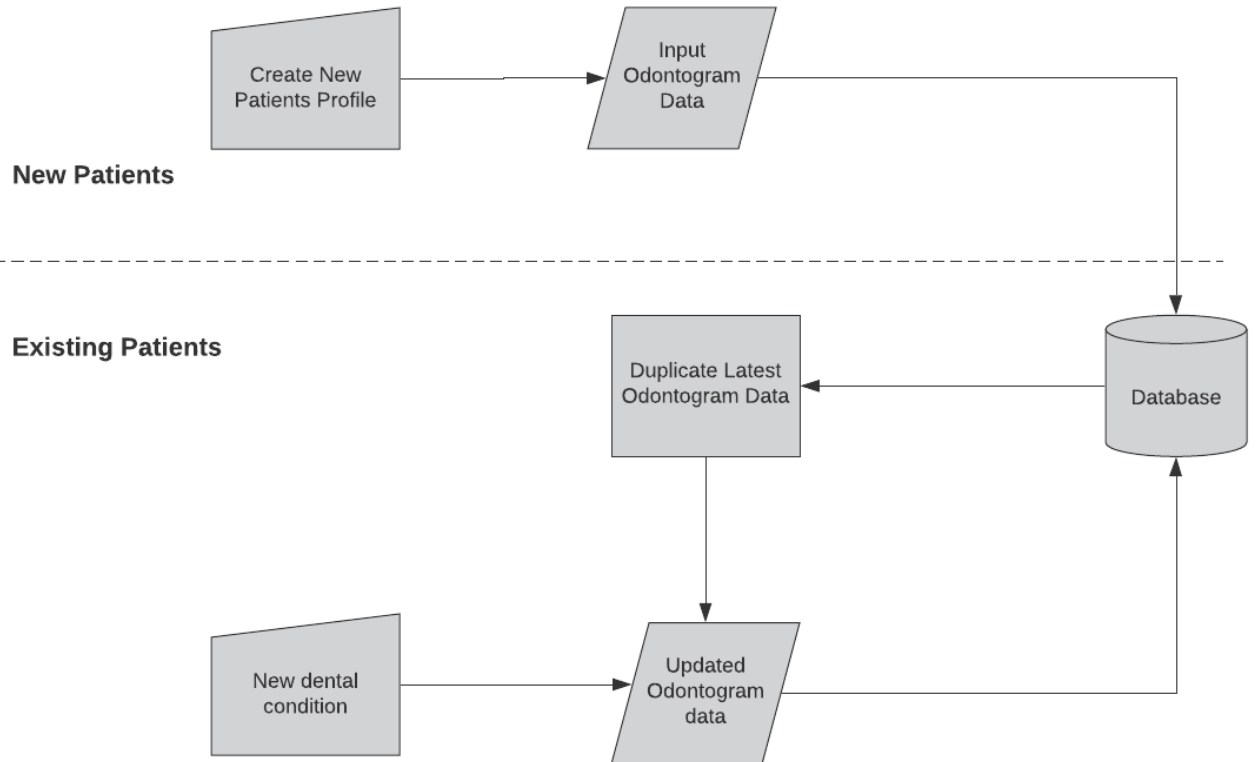 Create New
Patients Profile
Input
Odontogram
Data
New Patients
Existing Patients
Duplicate Latest
Odontogram Data
Database
New dental
condition
Updated
Odontogram
data